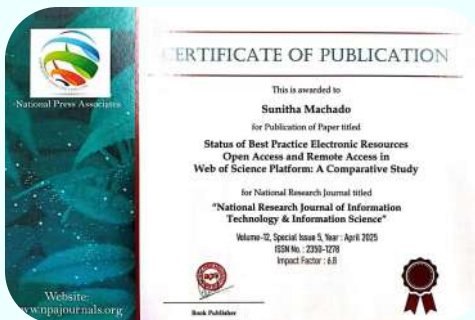 National Press Associates
CERTIFICATE OF PUBLICATION
This is awarded to
Sunitha Machado
for Publication of Paper titled
Status of Best Practice Electronic Resources
Open Access and Remote Access in
Web of Science Platform: A Comparative Study
for National Research Journal titled
"National Research Journal of Information
Technology & Information Science"
Volume-12, Special Issue 5, Year : April 2025
ISSN No. : 2350-1278
Impact Factor : 6.8
Book Publisher
Website:
www.npajournals.org